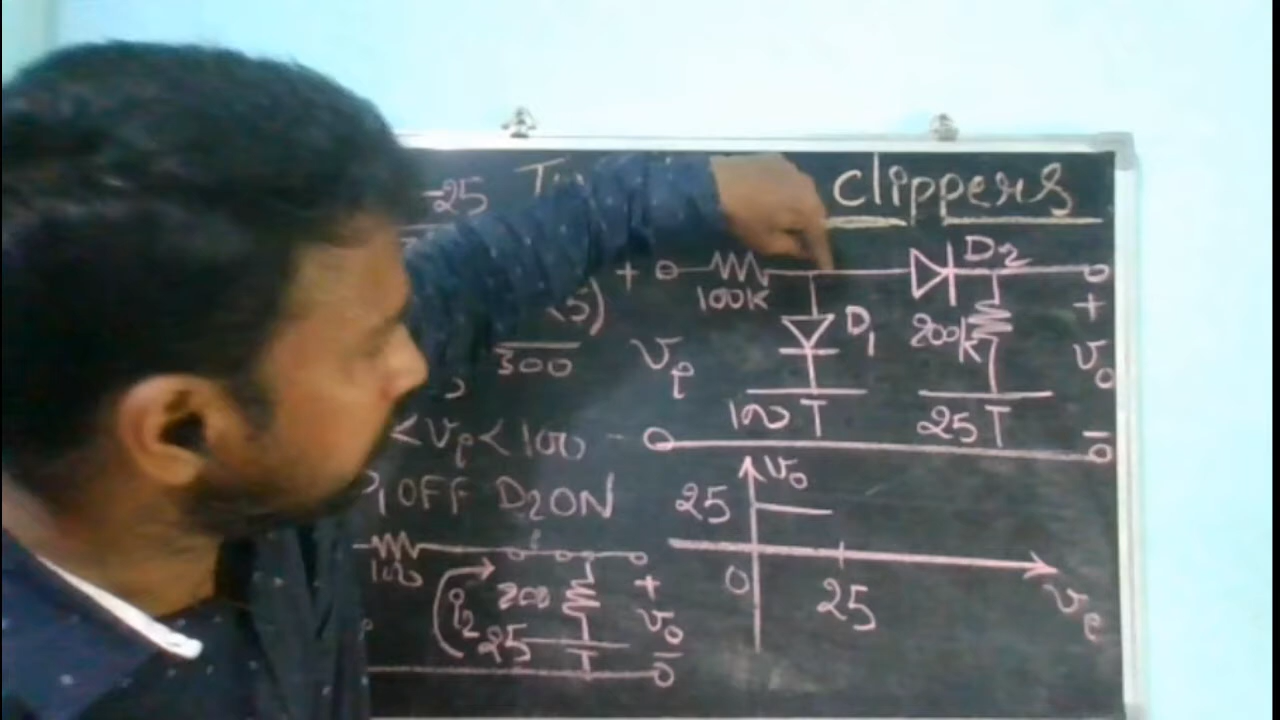 -25
Clippers
+ 100K D2
D1 200K +
5)
300 vi vo
100 25 -
<vi<100
vo
25
OFF D2 ON
100 0 25 vi
i2 200 + vo
25 -